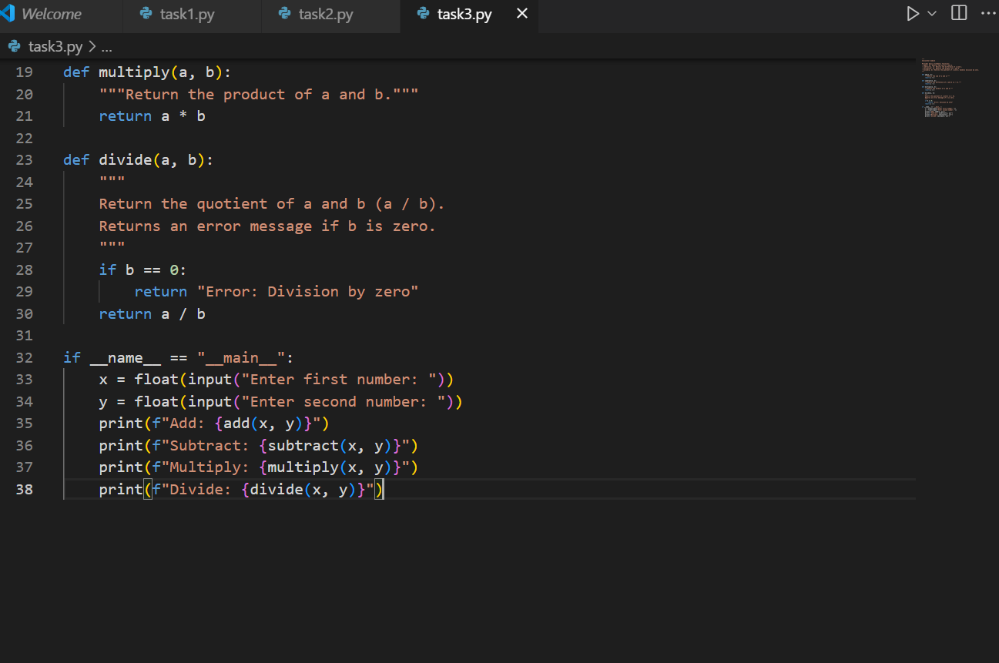 Welcome
task1.py
task2.py
task3.py
task3.py > ...
19 def multiply(a, b):
20     """Return the product of a and b."""
21     return a * b
22
23 def divide(a, b):
24     """
25     Return the quotient of a and b (a / b).
26     Returns an error message if b is zero.
27     """
28     if b == 0:
29         return "Error: Division by zero"
30     return a / b
31
32 if __name__ == "__main__":
33     x = float(input("Enter first number: "))
34     y = float(input("Enter second number: "))
35     print(f"Add: {add(x, y)}")
36     print(f"Subtract: {subtract(x, y)}")
37     print(f"Multiply: {multiply(x, y)}")
38     print(f"Divide: {divide(x, y)}")